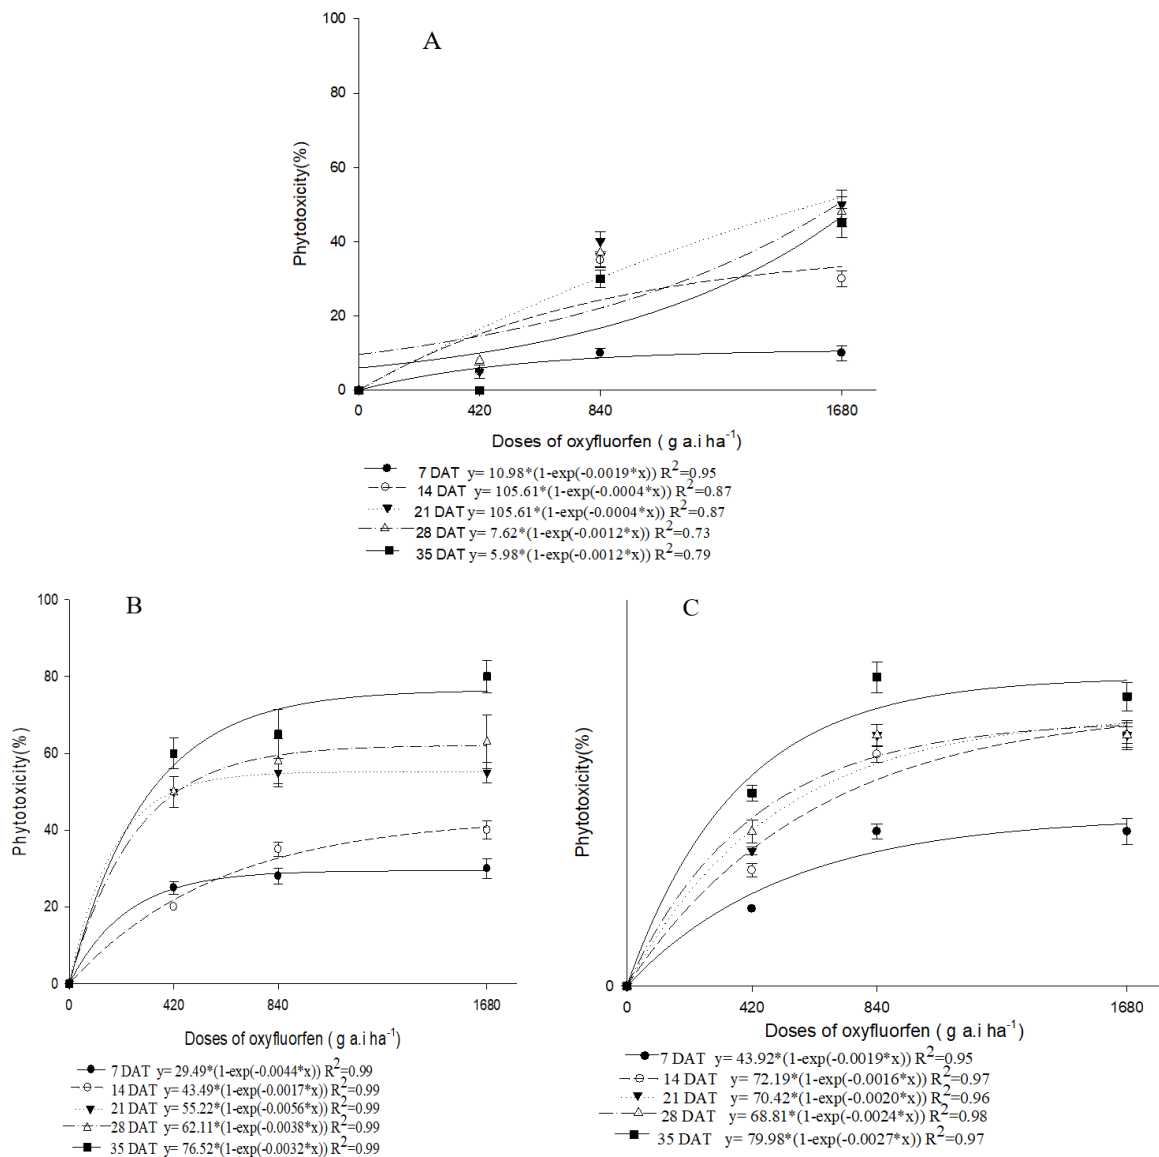 A
100
80
60
40
20
0
Phytotoxicity(%)
0 420 840 1680
Doses of oxyfluorfen ( g a.i ha-1)
7 DAT y= 10.98*(1-exp(-0.0019*x)) R2=0.95
14 DAT y= 105.61*(1-exp(-0.0004*x)) R2=0.87
21 DAT y= 105.61*(1-exp(-0.0004*x)) R2=0.87
28 DAT y= 7.62*(1-exp(-0.0012*x)) R2=0.73
35 DAT y= 5.98*(1-exp(-0.0012*x)) R2=0.79
B
100
80
60
40
20
0
Phytotoxicity(%)
0 420 840 1680
Doses of oxyfluorfen ( g a.i ha-1)
7 DAT y= 29.49*(1-exp(-0.0044*x)) R2=0.99
14 DAT y= 43.49*(1-exp(-0.0017*x)) R2=0.99
21 DAT y= 55.22*(1-exp(-0.0056*x)) R2=0.99
28 DAT y= 62.11*(1-exp(-0.0038*x)) R2=0.99
35 DAT y= 76.52*(1-exp(-0.0032*x)) R2=0.99
C
0
Phytotoxicity(%)
0 420 840 1680
Doses of oxyfluorfen ( g a.i ha-1)
7 DAT y= 43.92*(1-exp(-0.0019*x)) R2=0.95
14 DAT y= 72.19*(1-exp(-0.0016*x)) R2=0.97
21 DAT y= 70.42*(1-exp(-0.0020*x)) R2=0.96
28 DAT y= 68.81*(1-exp(-0.0024*x)) R2=0.98
35 DAT y= 79.98*(1-exp(-0.0027*x)) R2=0.97